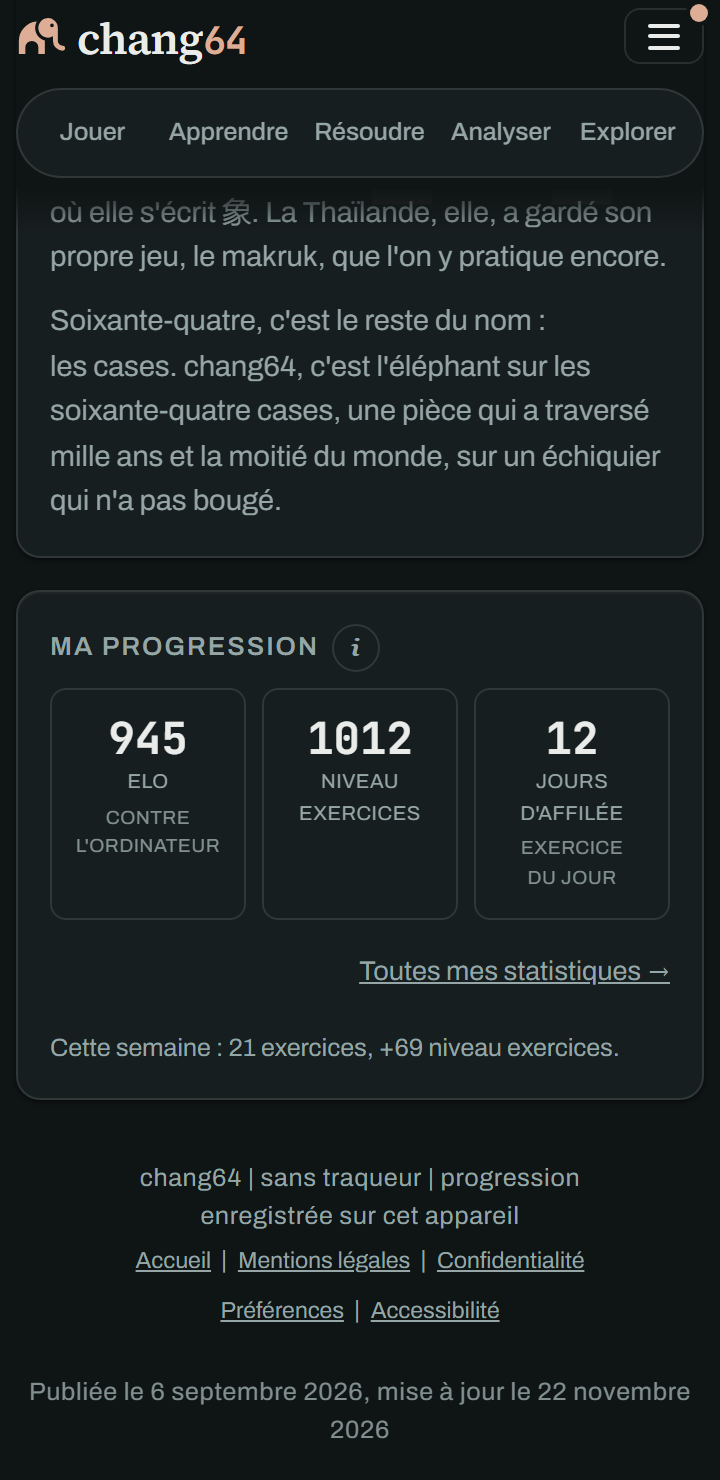 chang64
Jouer Apprendre Résoudre Analyser Explorer
où elle s'écrit 象. La Thaïlande, elle, a gardé son
propre jeu, le makruk, que l'on y pratique encore.
Soixante-quatre, c'est le reste du nom :
les cases. chang64, c'est l'éléphant sur les
soixante-quatre cases, une pièce qui a traversé
mille ans et la moitié du monde, sur un échiquier
qui n'a pas bougé.
MA PROGRESSION i
945
ELO
CONTRE
L'ORDINATEUR
1012
NIVEAU
EXERCICES
12
JOURS
D'AFFILÉE
EXERCICE
DU JOUR
Toutes mes statistiques →
Cette semaine : 21 exercices, +69 niveau exercices.
chang64 | sans traqueur | progression
enregistrée sur cet appareil
Accueil | Mentions légales | Confidentialité
Préférences | Accessibilité
Publiée le 6 septembre 2026, mise à jour le 22 novembre
2026